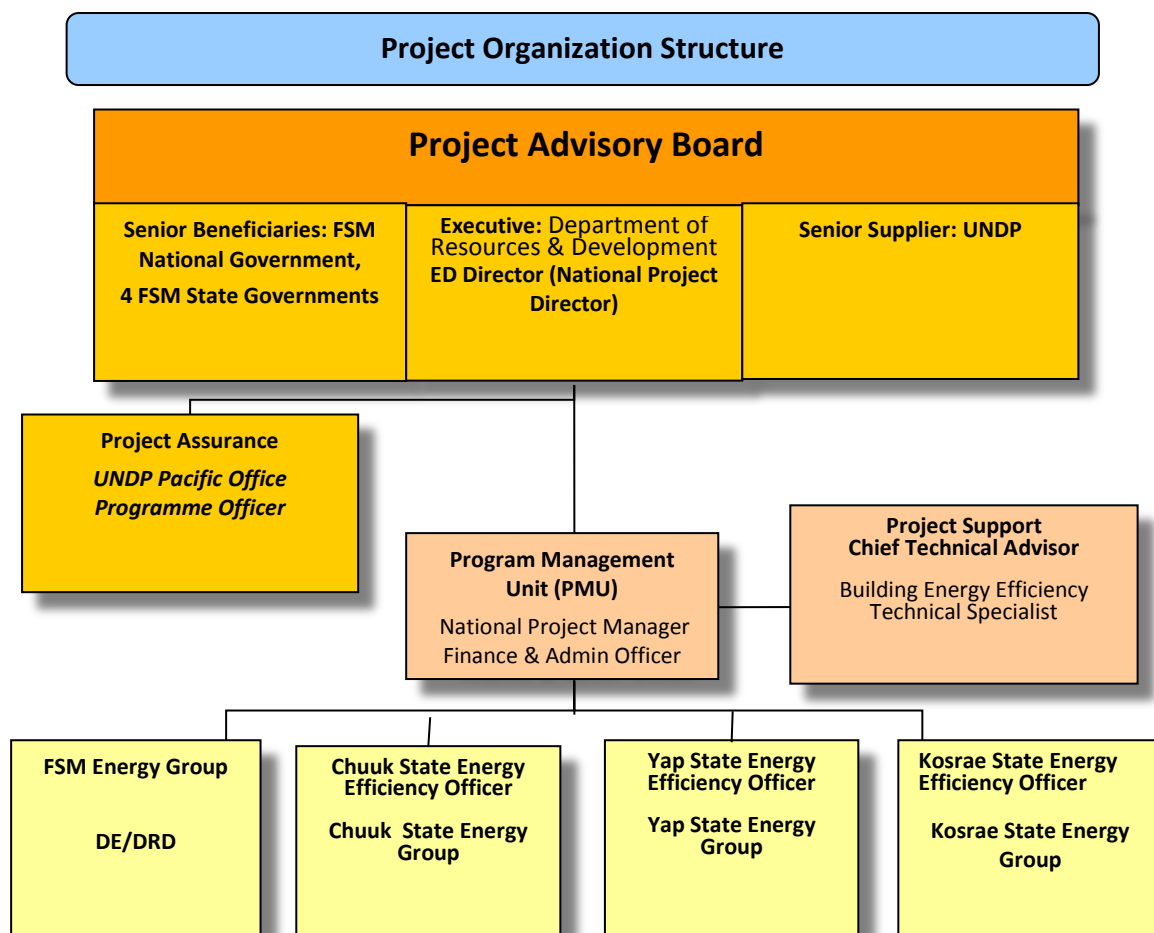 Project Organization Structure
Project Advisory Board
Senior Beneficiaries: FSM
National Government,
4 FSM State Governments
Executive: Department of
Resources & Development
ED Director (National Project
Director)
Senior Supplier: UNDP
Project Assurance
UNDP Pacific Office
Programme Officer
Program Management
Unit (PMU)
National Project Manager
Finance & Admin Officer
Project Support
Chief Technical Advisor
Building Energy Efficiency
Technical Specialist
FSM Energy Group
DE/DRD
Chuuk State Energy
Efficiency Officer
Chuuk State Energy
Group
Yap State Energy
Efficiency Officer
Yap State Energy
Group
Kosrae State Energy
Efficiency Officer
Kosrae State Energy
Group